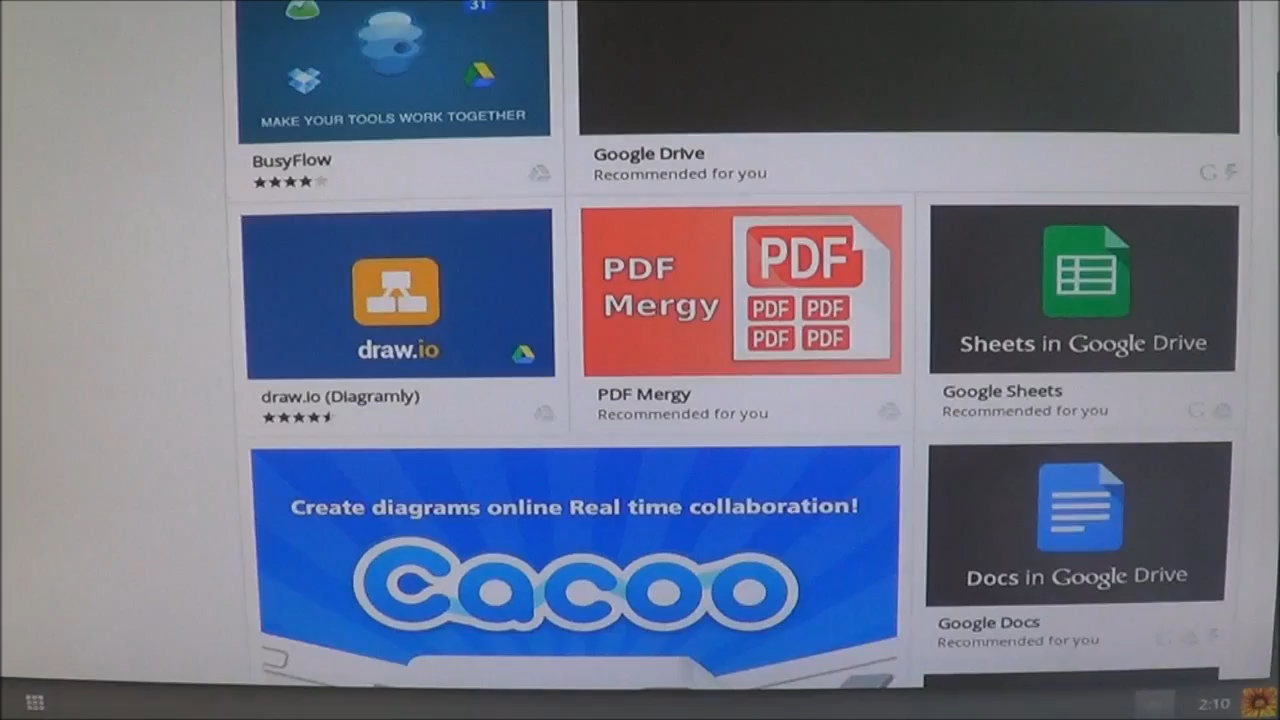 31
MAKE YOUR TOOLS WORK TOGETHER
BusyFlow
Google Drive
Recommended for you
draw.io
draw.io (Diagramly)
PDF
Mergy
PDF
PDF PDF
PDF PDF
PDF Mergy
Recommended for you
Sheets in Google Drive
Google Sheets
Recommended for you
Create diagrams online Real time collaboration!
Cacoo
Docs in Google Drive
Google Docs
Recommended for you
2:10